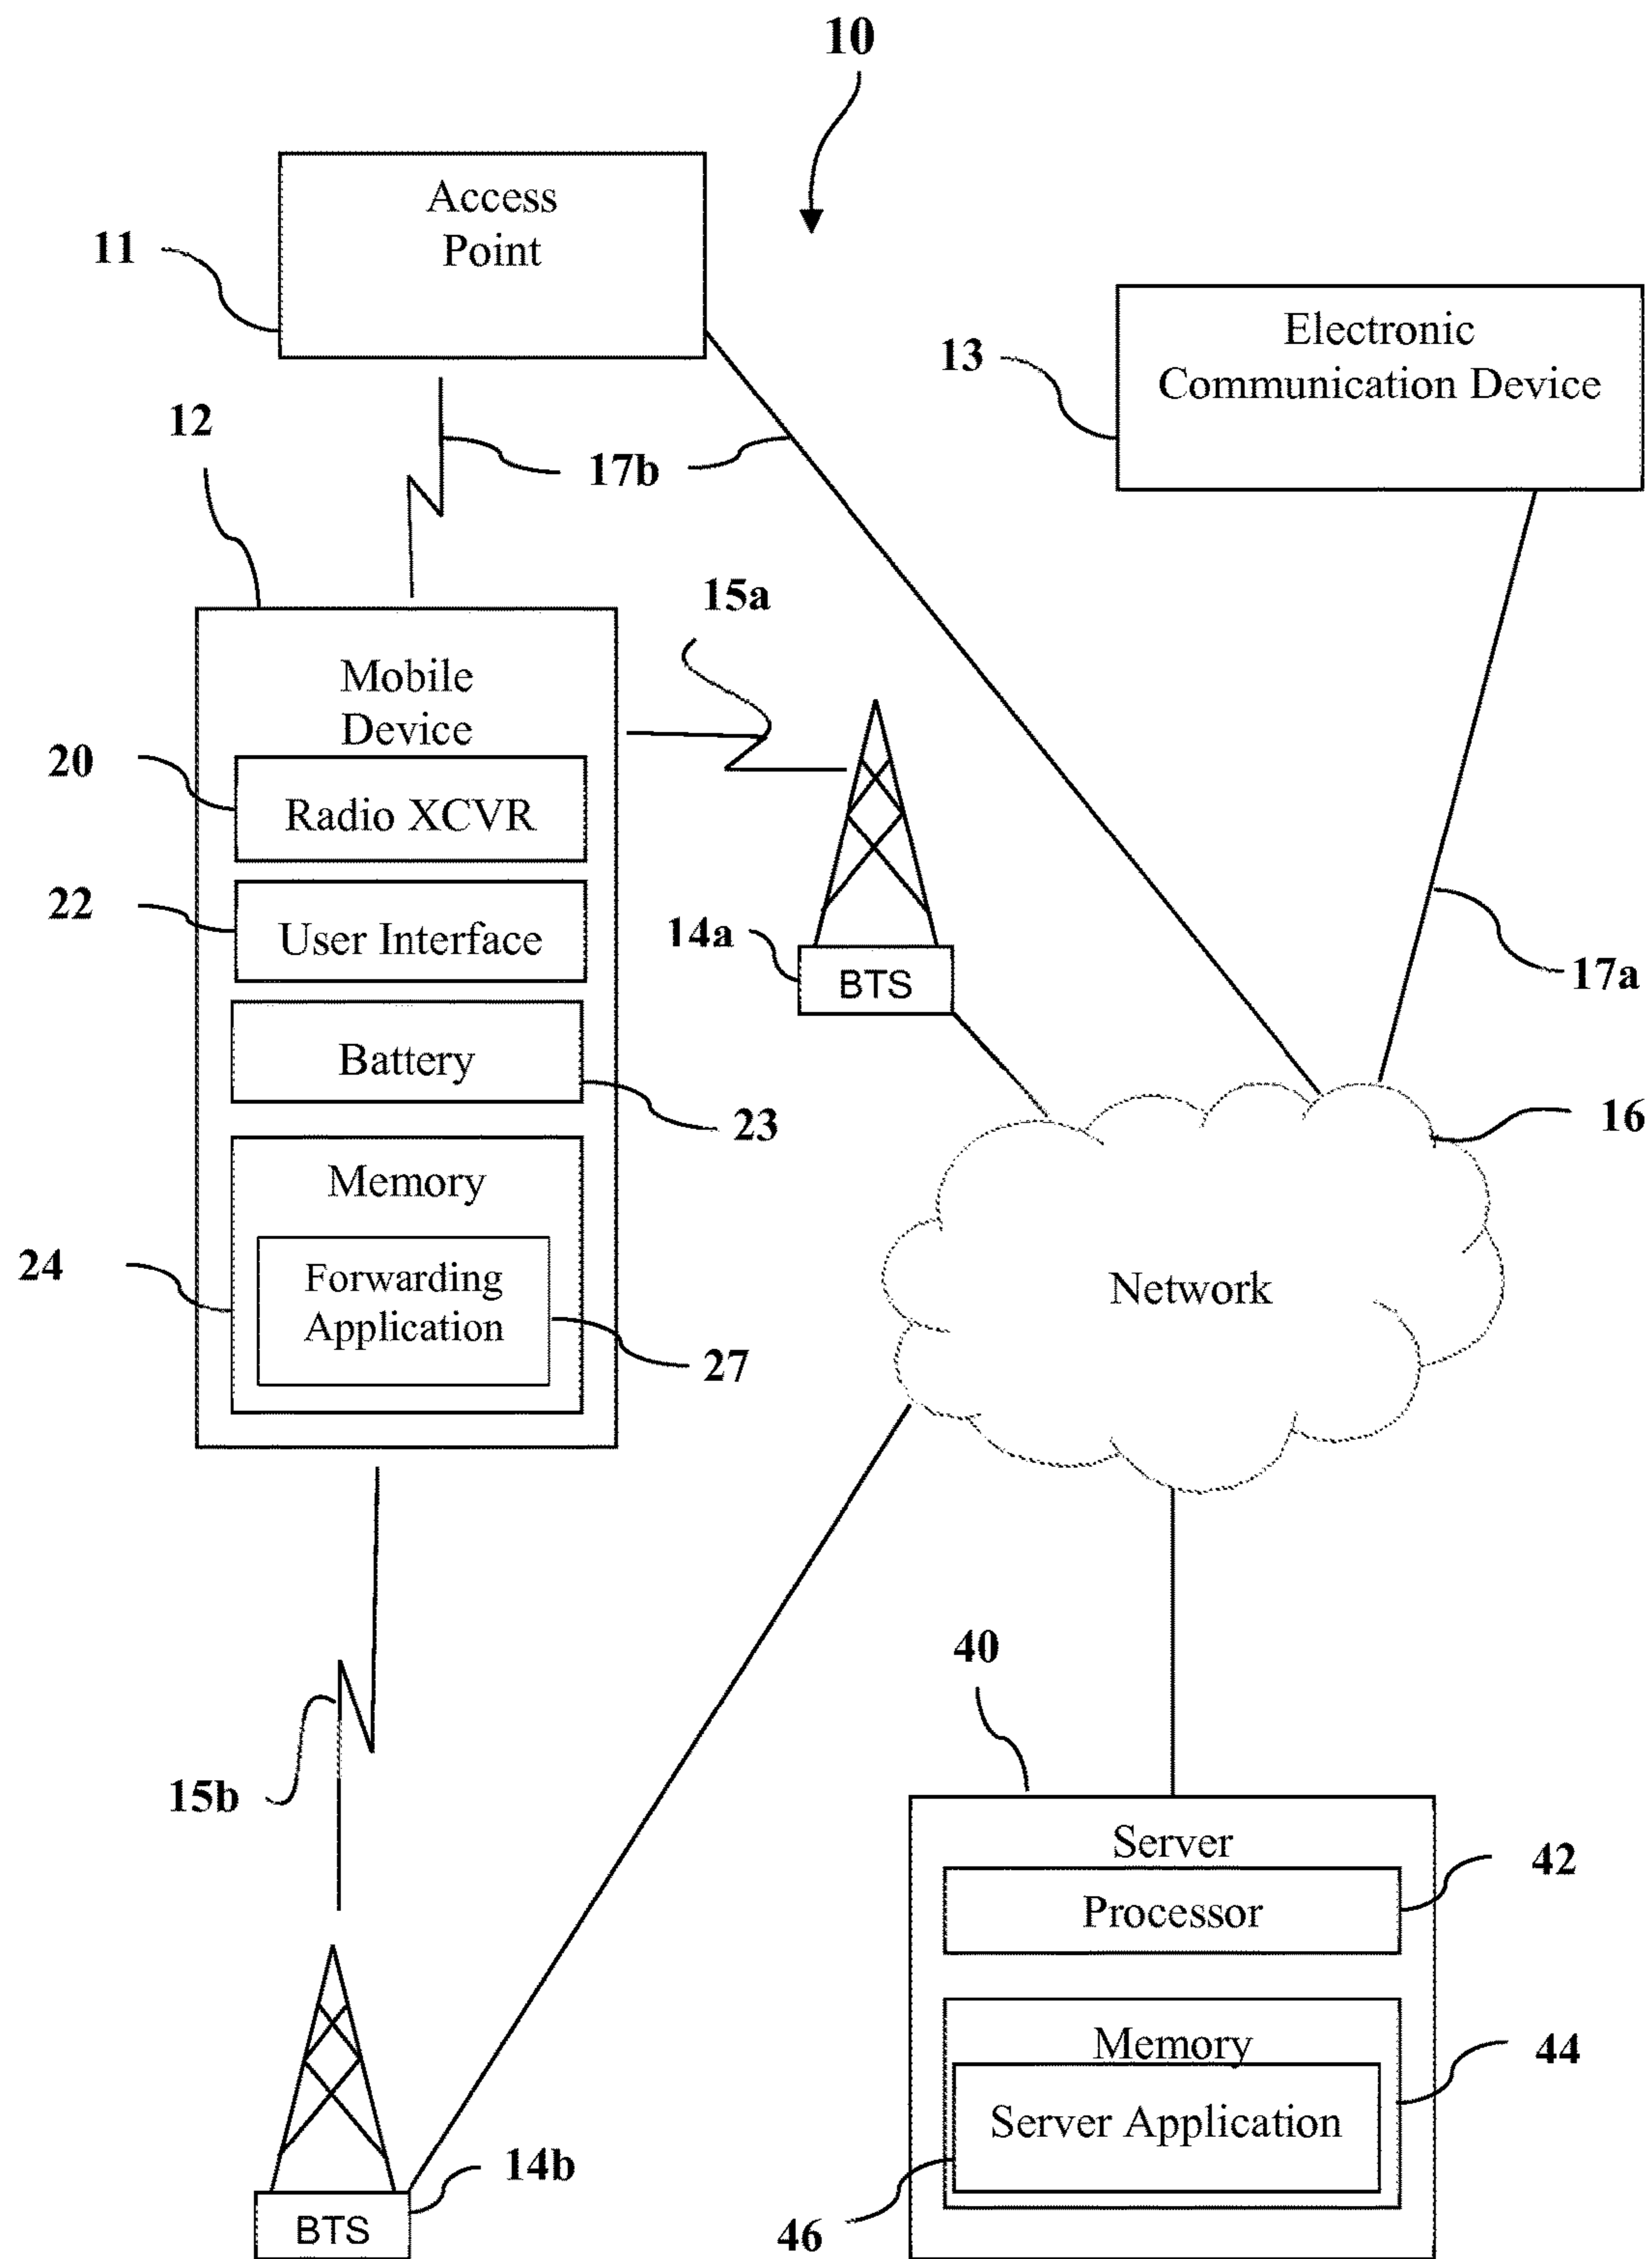 10
Access
Point
11
Electronic
Communication Device
13
12
17b
15a
Mobile
Device
20
Radio XCVR
22
User Interface
14a
BTS
17a
Battery
23
16
Memory
24
Forwarding
Application
27
Network
40
15b
Server
42
Processor
Memory
44
Server Application
14b
BTS
46